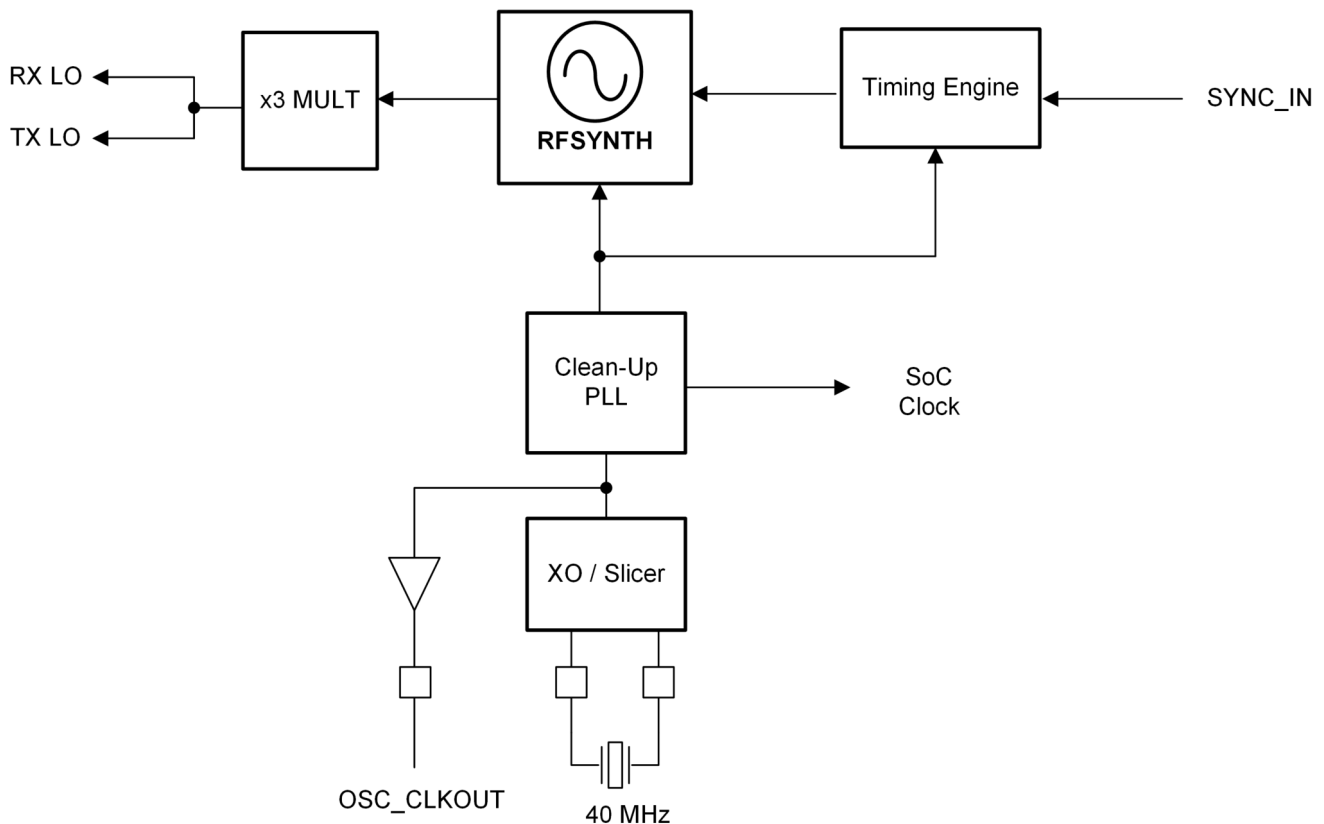 RX LO
TX LO
x3 MULT
RFSYNTH
Timing Engine
SYNC_IN
Clean-Up
PLL
SoC
Clock
XO / Slicer
OSC_CLKOUT
40 MHz